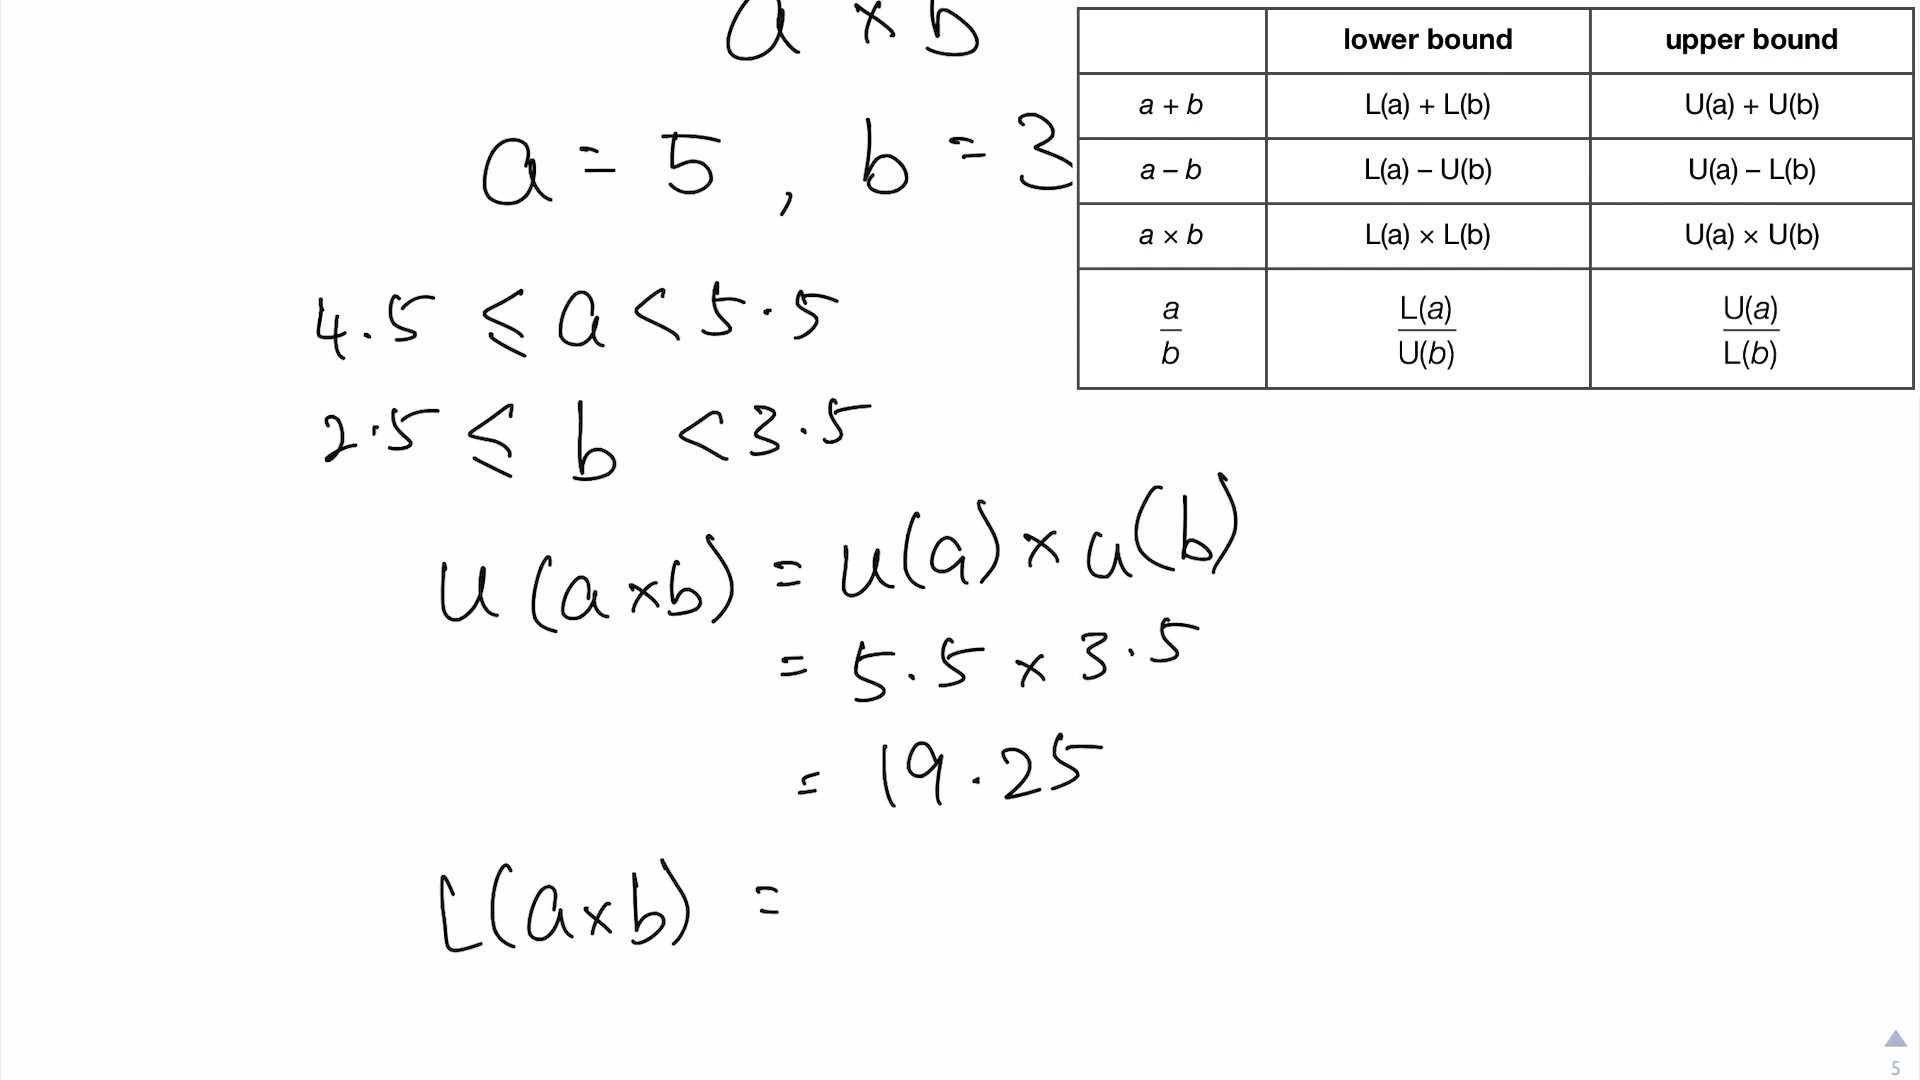 a × b
a = 5 , b = 3
4.5 ≤ a < 5.5
2.5 ≤ b < 3.5
u (a×b) = u(a) × u(b)
= 5.5 × 3.5
= 19.25
L(a×b) =
lower bound upper bound
a + b L(a) + L(b) U(a) + U(b)
a – b L(a) – U(b) U(a) – L(b)
a × b L(a) × L(b) U(a) × U(b)
a/b L(a)/U(b) U(a)/L(b)
5